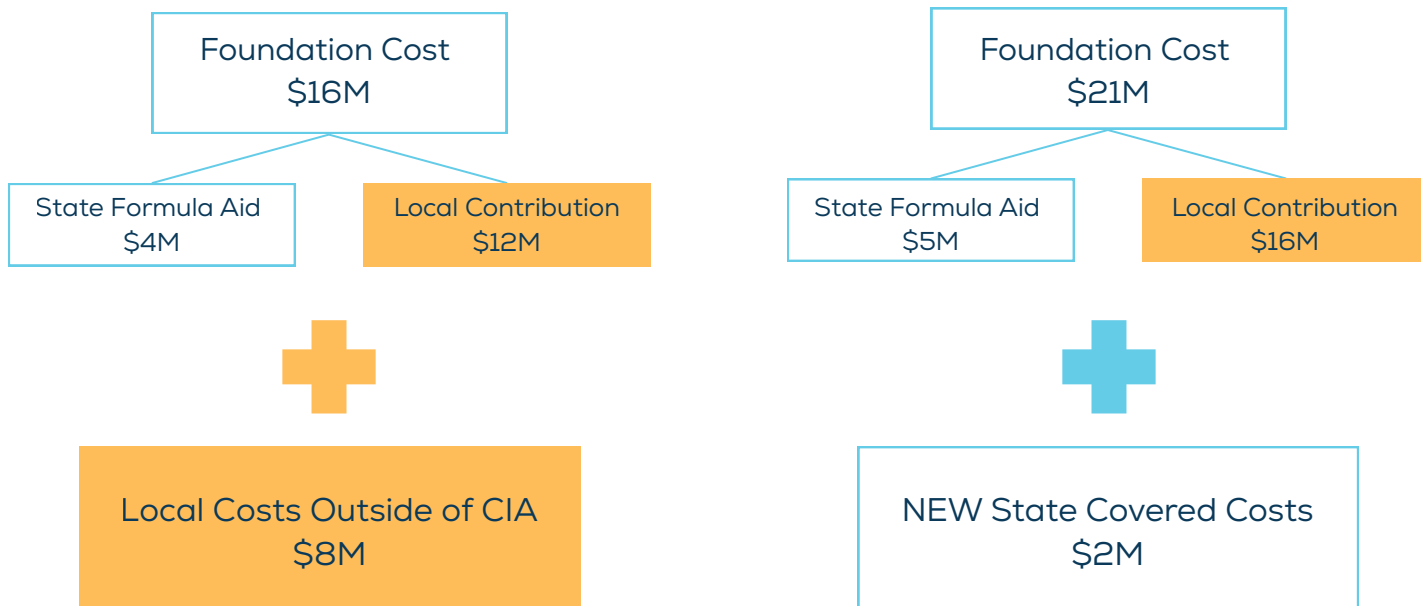 Foundation Cost
$16M
State Formula Aid
$4M
Local Contribution
$12M
Local Costs Outside of CIA
$8M
Foundation Cost
$21M
State Formula Aid
$5M
Local Contribution
$16M
NEW State Covered Costs
$2M